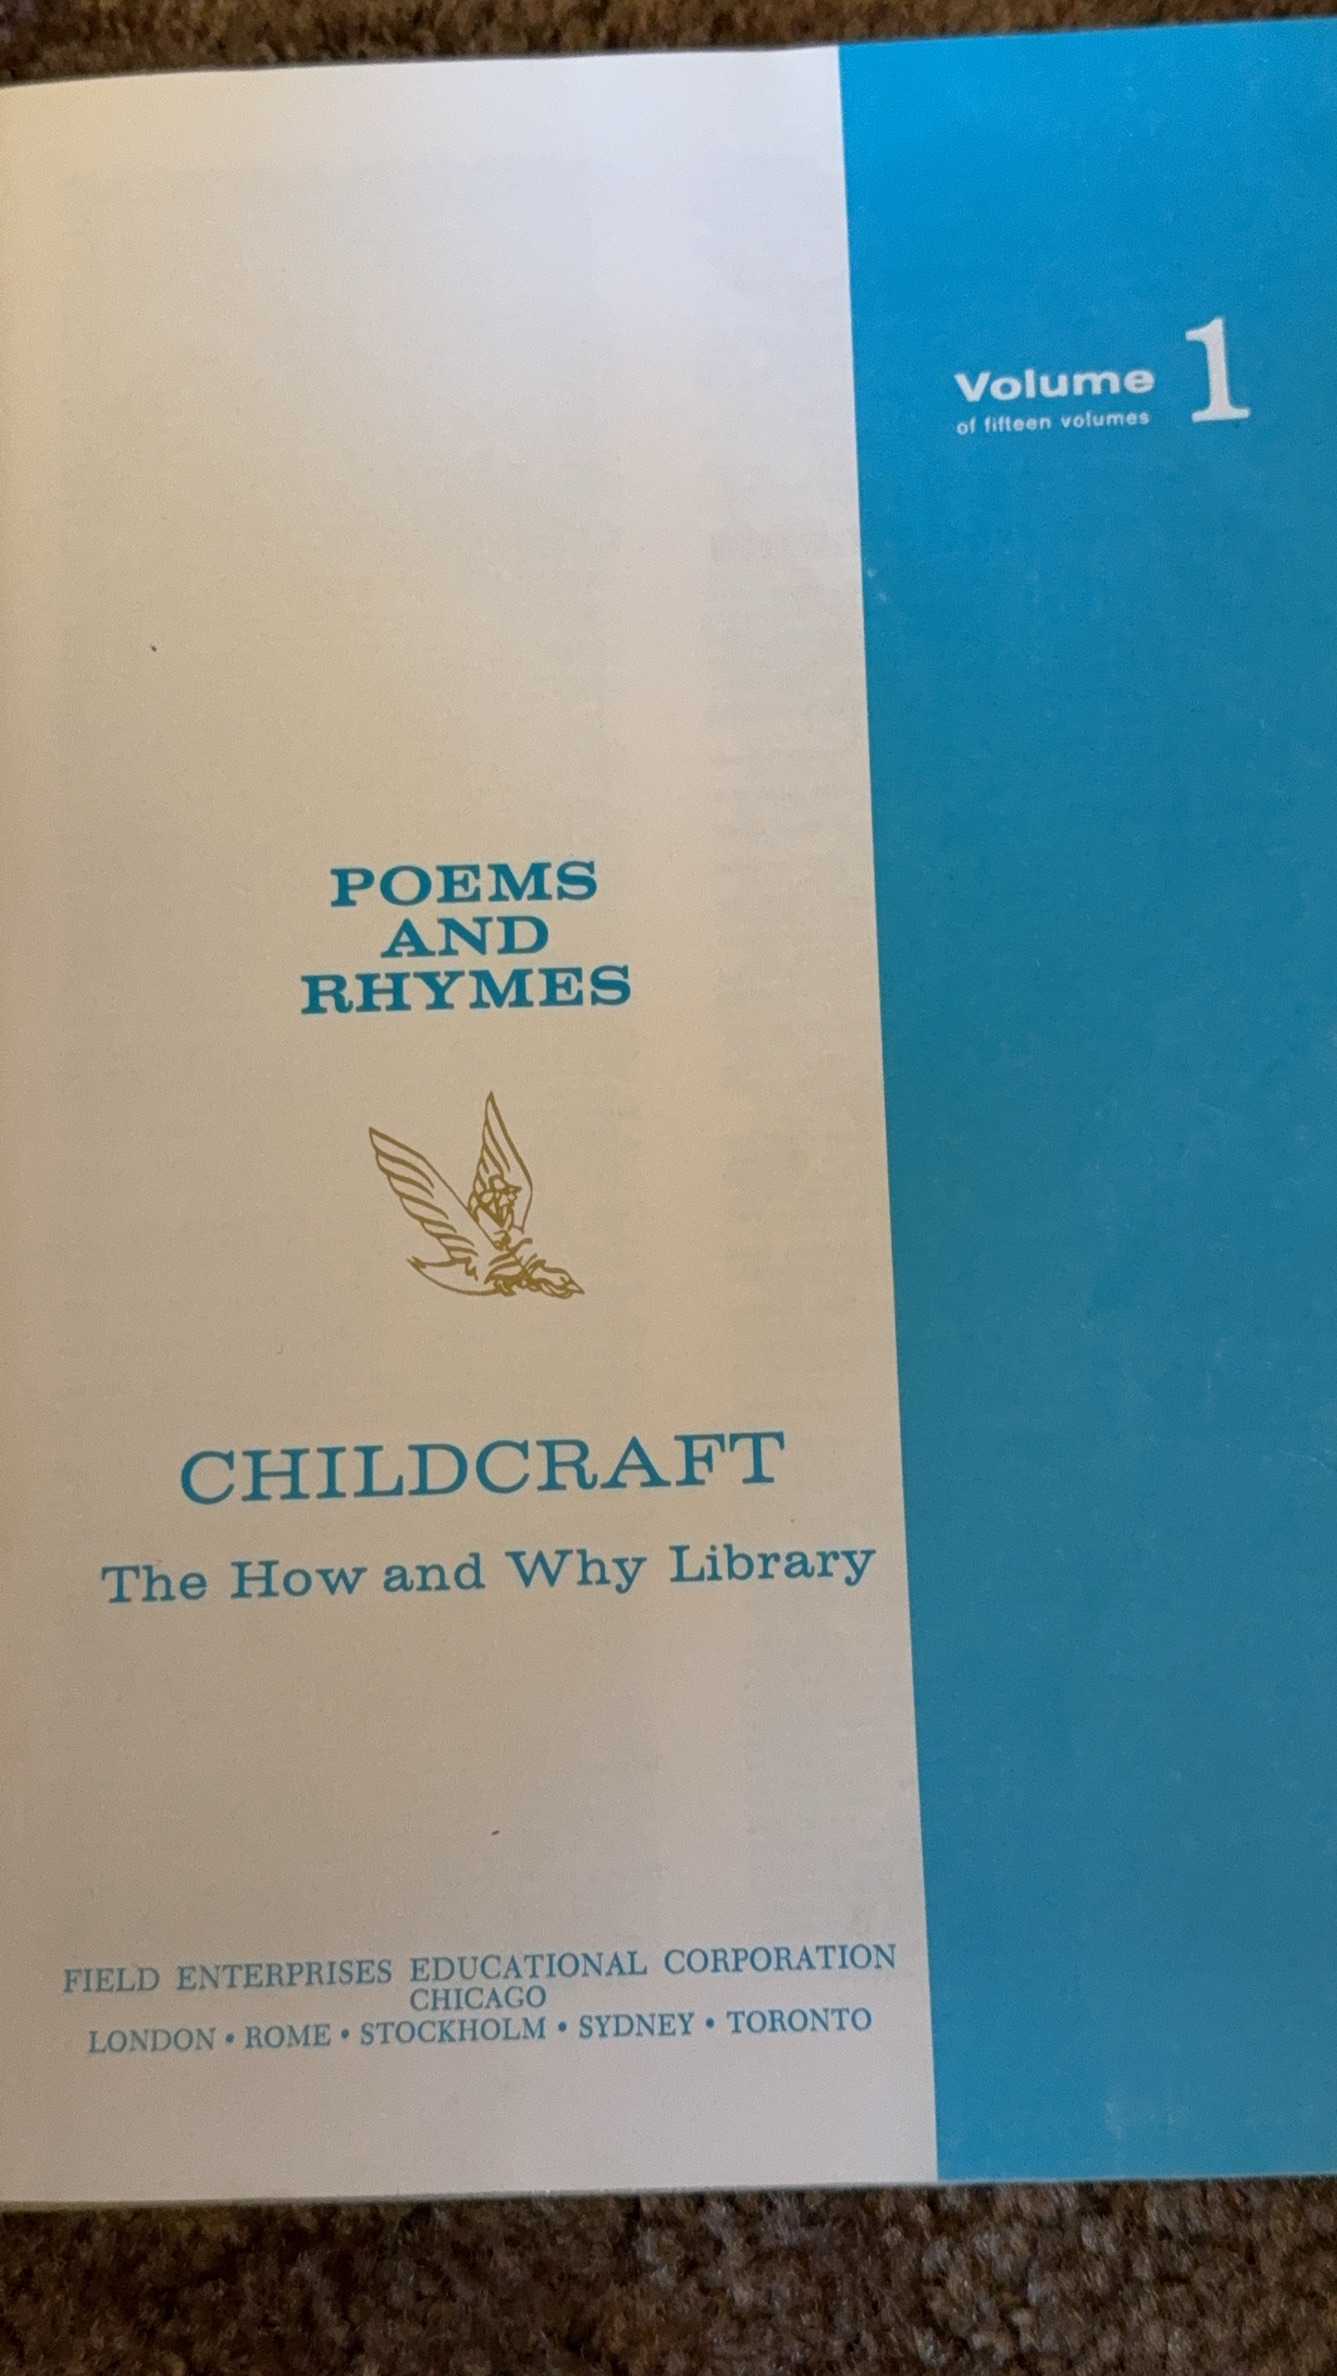 Volume 1
of fifteen volumes
POEMS
AND
RHYMES
CHILDCRAFT
The How and Why Library
FIELD ENTERPRISES EDUCATIONAL CORPORATION
CHICAGO
LONDON • ROME • STOCKHOLM • SYDNEY • TORONTO